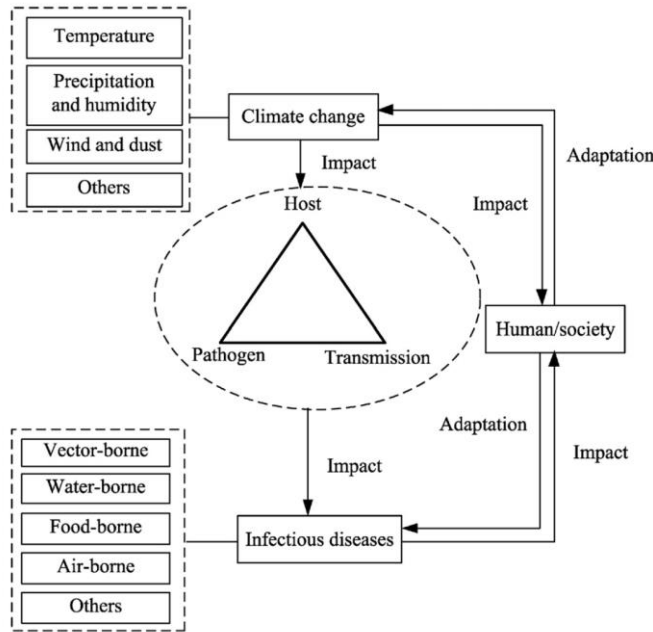 Temperature
Precipitation
and humidity
Wind and dust
Others
Climate change
Impact
Adaptation
Impact
Host
Pathogen
Transmission
Human/society
Adaptation
Impact
Impact
Vector-borne
Water-borne
Food-borne
Air-borne
Others
Infectious diseases